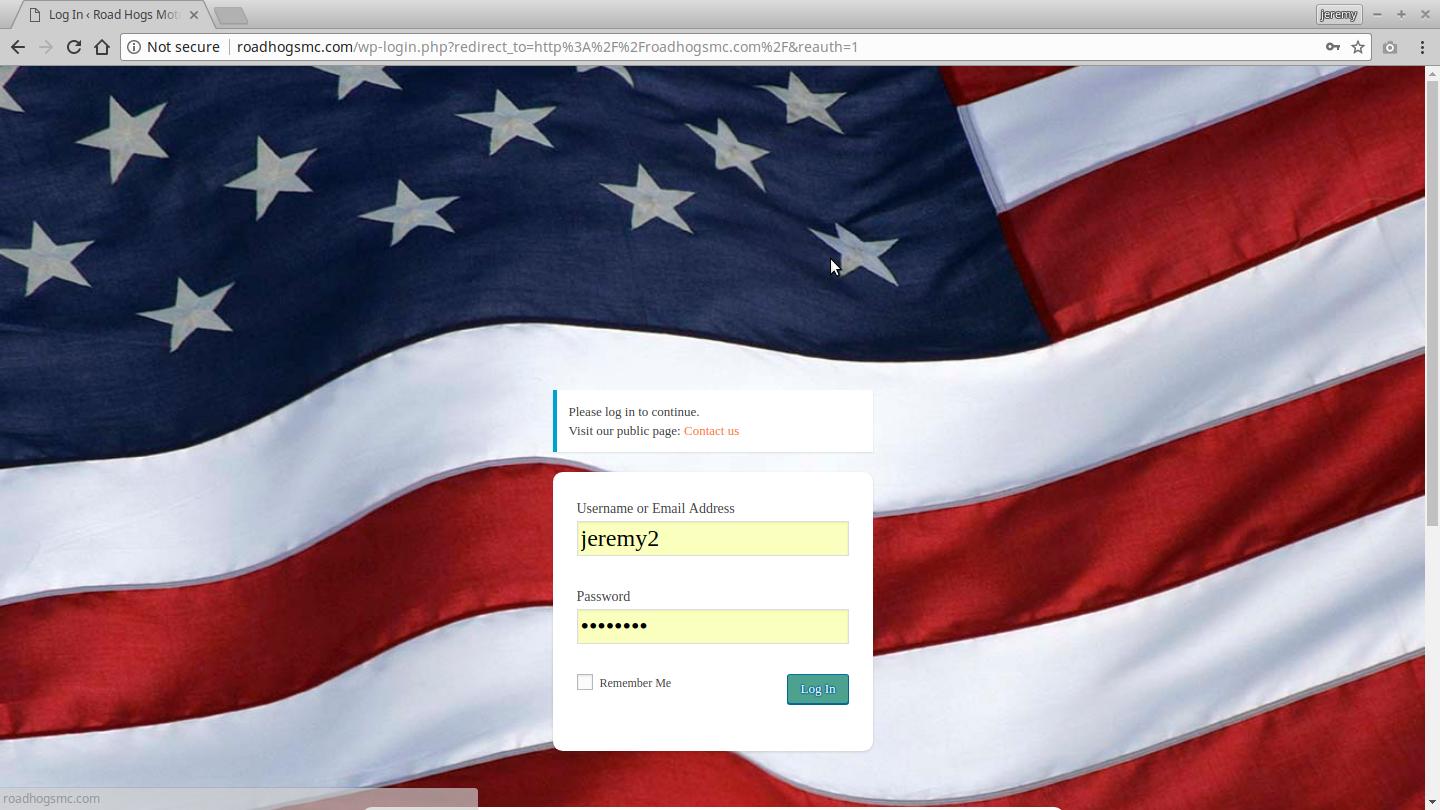 Log In ‹ Road Hogs Mot
jeremy
Not secure roadhogsmc.com/wp-login.php?redirect_to=http%3A%2F%2Froadhogsmc.com%2F&reauth=1
Please log in to continue.
Visit our public page: Contact us
Username or Email Address
jeremy2
Password
••••••••
Remember Me
Log In
roadhogsmc.com